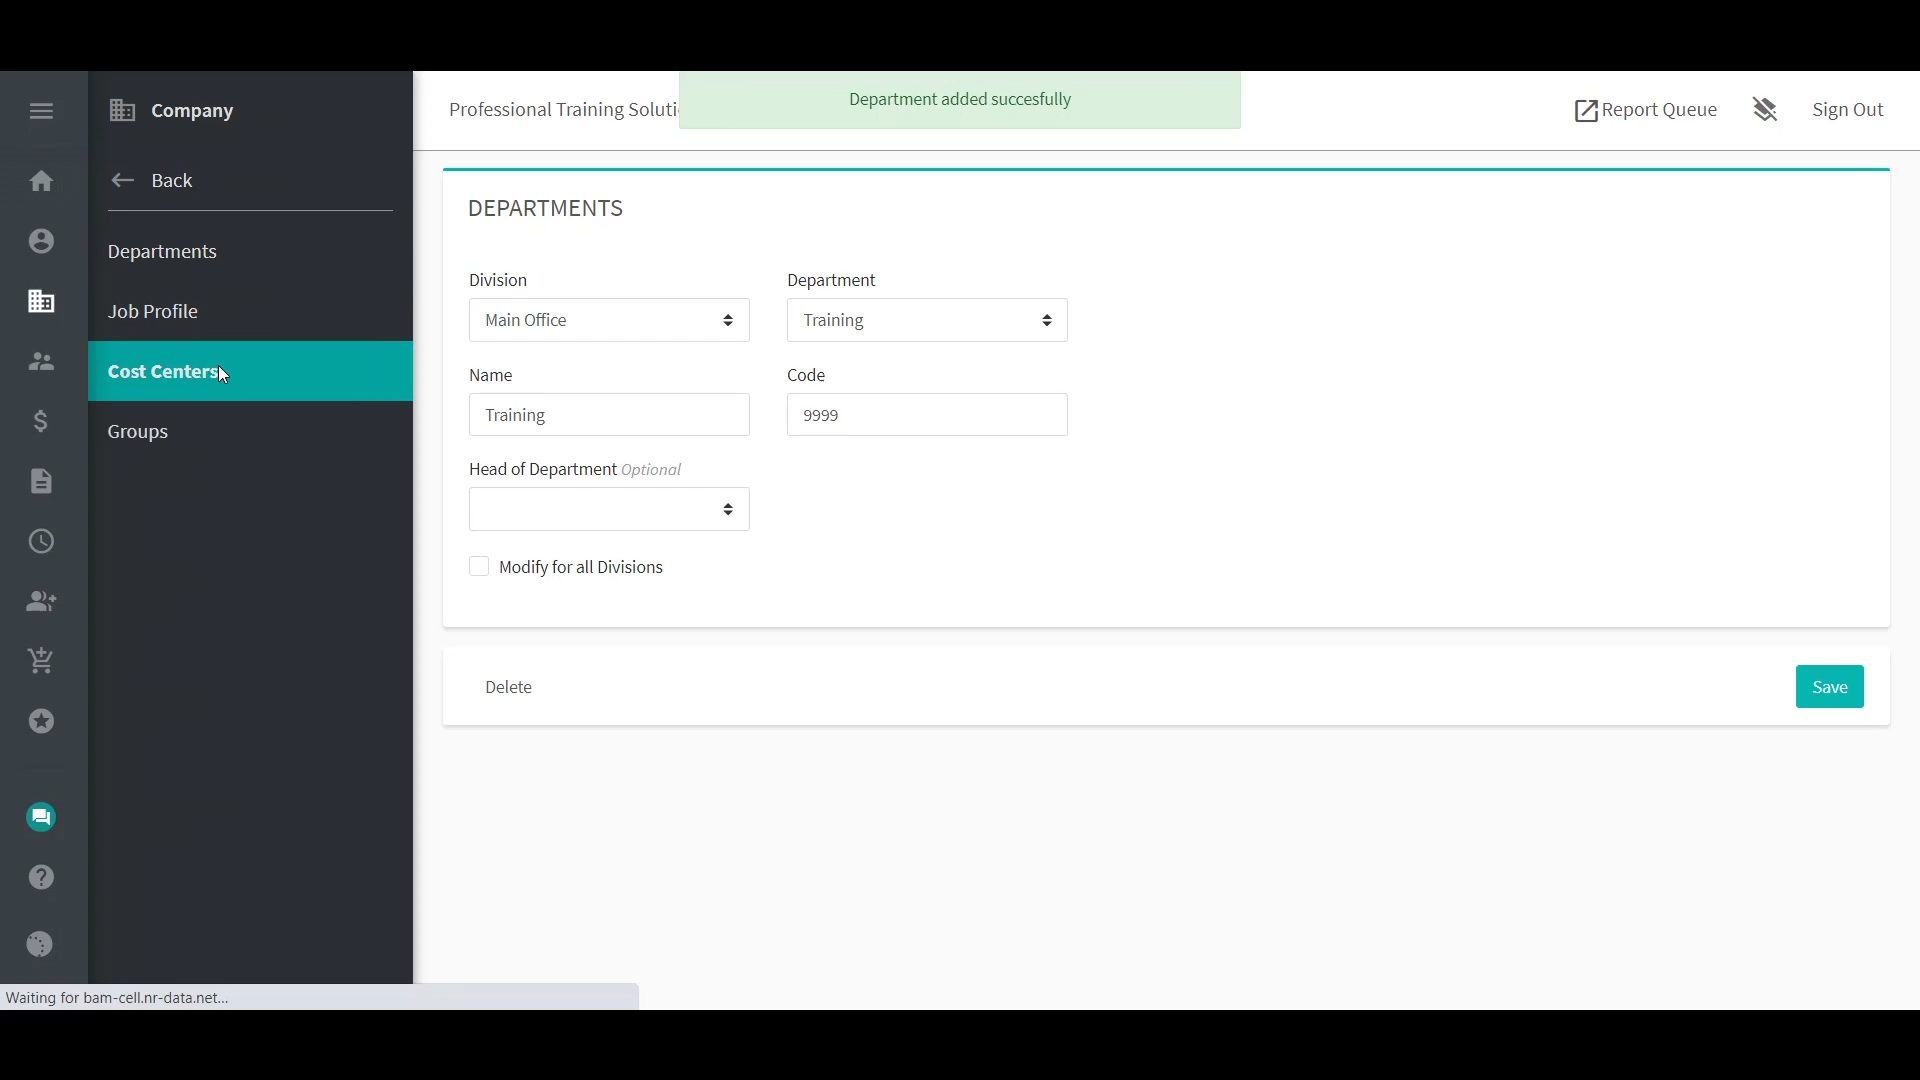 Company
Back
Departments
Job Profile
Cost Centers
Groups
Professional Training Soluti
Department added succesfully
Report Queue
Sign Out
DEPARTMENTS
Division
Department
Main Office
Training
Name
Code
Training
9999
Head of Department Optional
Modify for all Divisions
Delete
Save
Waiting for bam-cell.nr-data.net...